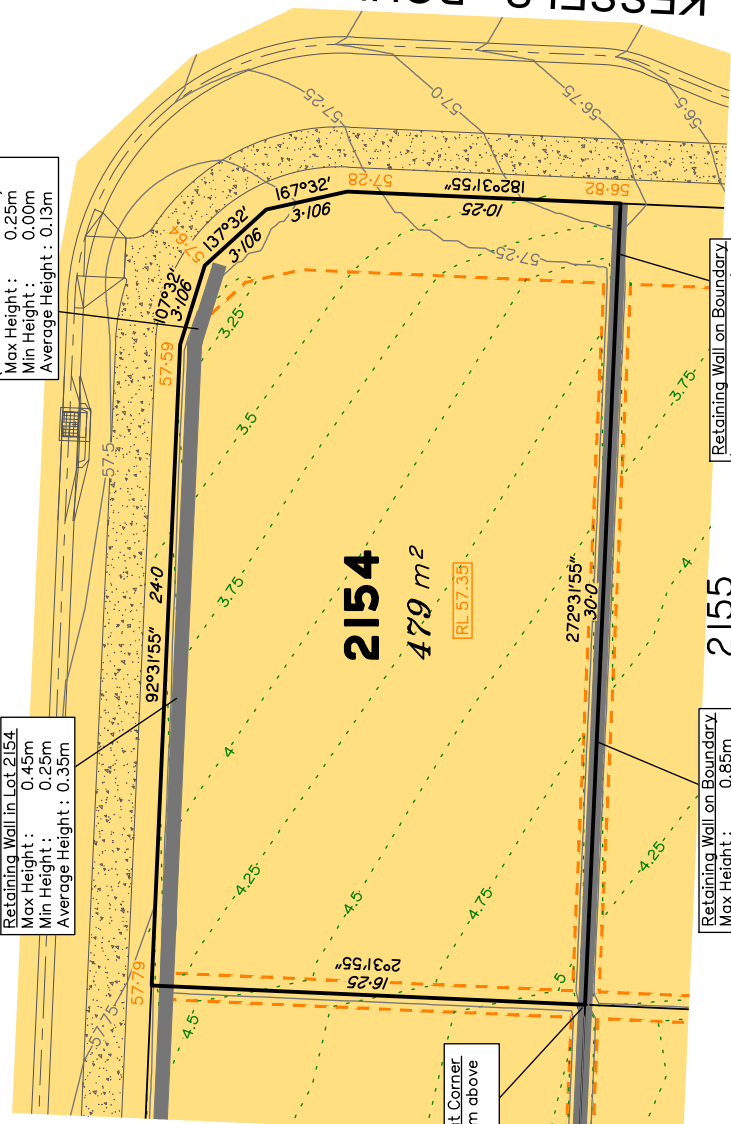 57·25
57·0
56·75
56·5
0.25m
Max Height :
Min Height : 0.00m
Average Height : 0.13m
167°32'
3·106
57·28
182°31'55"
10·25
56·82
137°32'
3·106
57·64
107°32'
3·106
57·59
57·25
3.25
3.5
3.75
3.75
57·5
92°31'55"
24·0
2154
479 m²
RL 57.35
272°31'55"
30·0
4
2155
Retaining Wall on Boundary
Retaining Wall in Lot 2154
Max Height : 0.45m
Min Height : 0.25m
Average Height : 0.35m
4
4.25
4.5
4.75
4.25
5
Retaining Wall on Boundary
Max Height : 0.85m
57·79
2°31'55"
16·25
57·75
4.5
Corner
m above